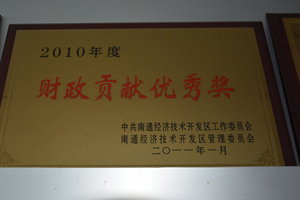 2010年度
财政贡献优秀奖
中共南通经济技术开发区工作委员会
南通经济技术开发区管理委员会
二〇一一年一月